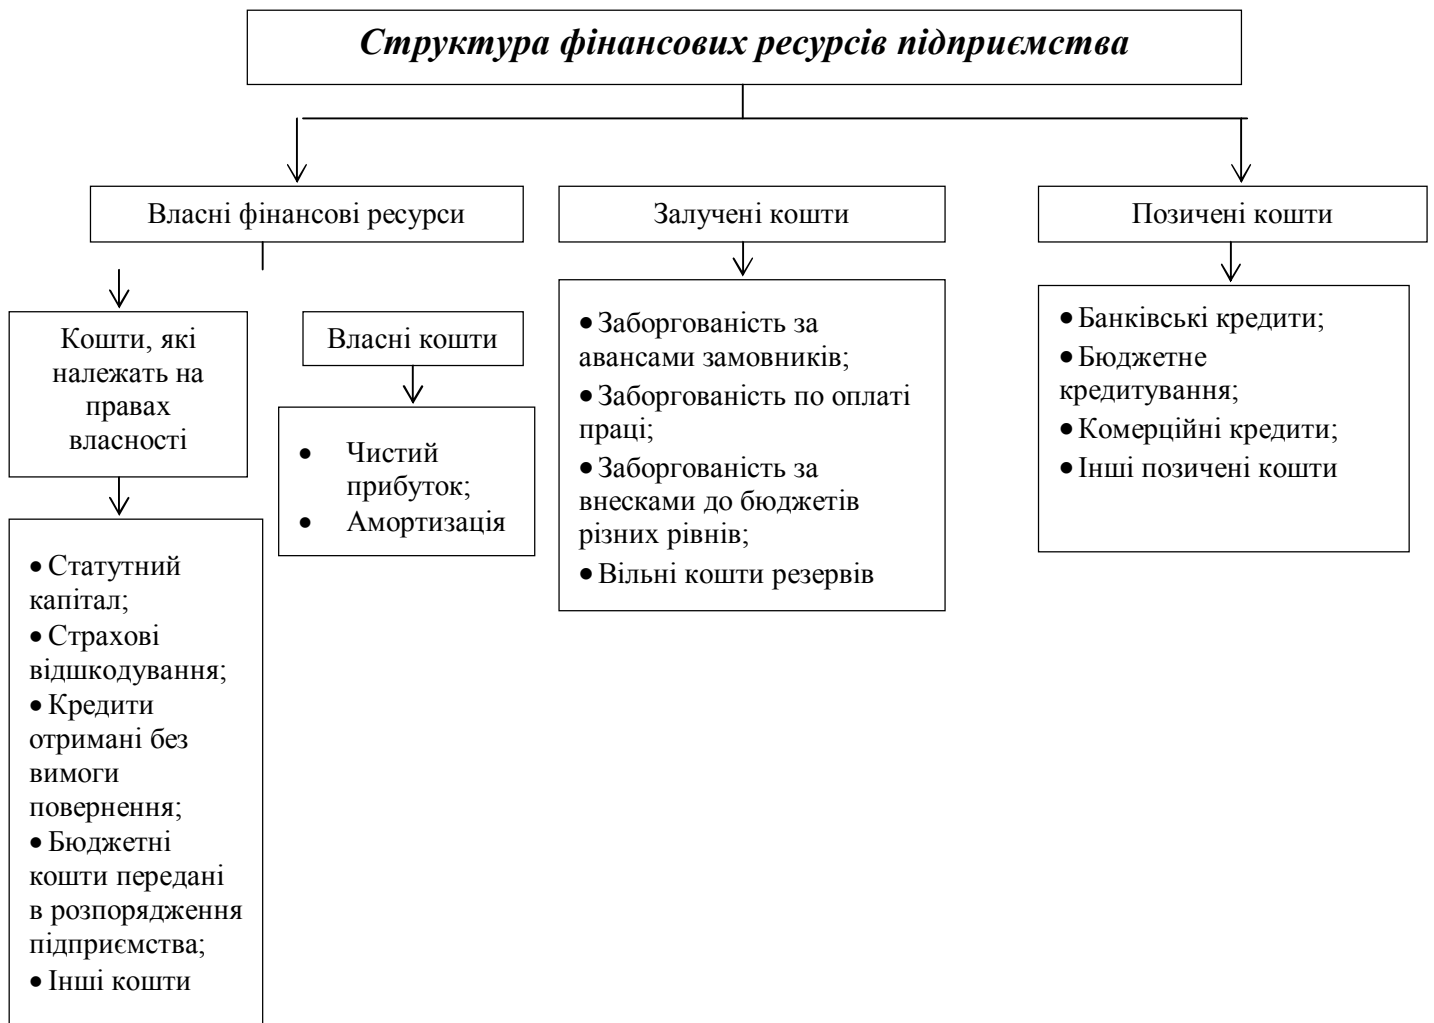 Структура фінансових ресурсів підприємства
Власні фінансові ресурси
Залучені кошти
Позичені кошти
Кошти, які
належать на
правах
власності
Власні кошти
• Статутний
капітал;
• Страхові
відшкодування;
• Кредити
отримані без
вимоги
повернення;
• Бюджетні
кошти передані
в розпорядження
підприємства;
• Інші кошти
• Чистий
прибуток;
• Амортизація
• Заборгованість за
авансами замовників;
• Заборгованість по оплаті
праці;
• Заборгованість за
внесками до бюджетів
різних рівнів;
• Вільні кошти резервів
• Банківські кредити;
• Бюджетне
кредитування;
• Комерційні кредити;
• Інші позичені кошти